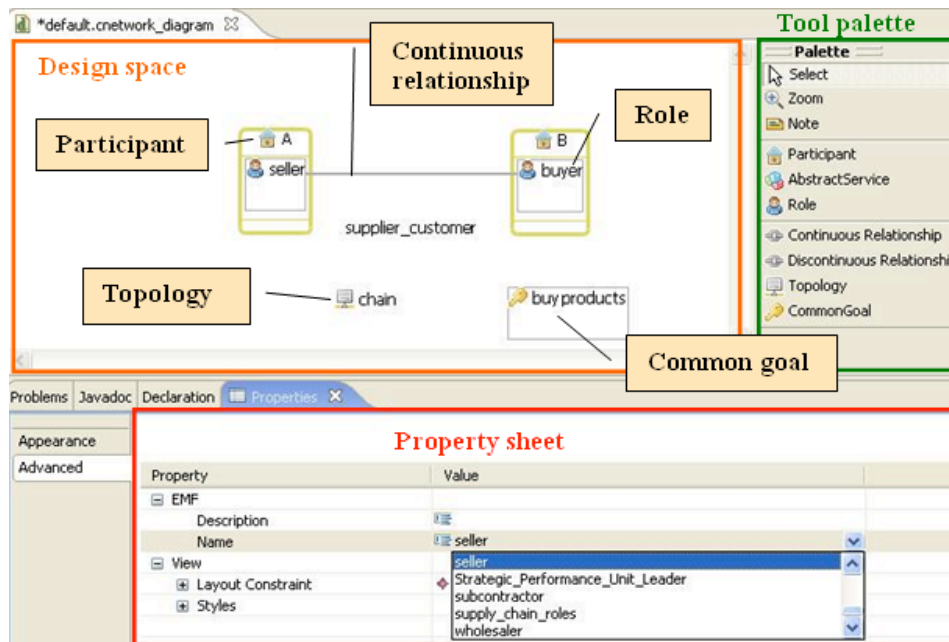 *default.cnetwork_diagram
Tool palette
Design space
Continuous
relationship
Palette
Select
Zoom
Note
Participant
A
B
Role
seller
buyer
Participant
AbstractService
Role
supplier_customer
Continuous Relationship
Discontinuous Relationshi
Topology
chain
buy products
Topology
CommonGoal
Common goal
Problems Javadoc Declaration Properties
Property sheet
Appearance
Advanced
Property Value
EMF
Description
Name seller
View
seller
Layout Constraint
Strategic_Performance_Unit_Leader
Styles
subcontractor
supply_chain_roles
wholesaler